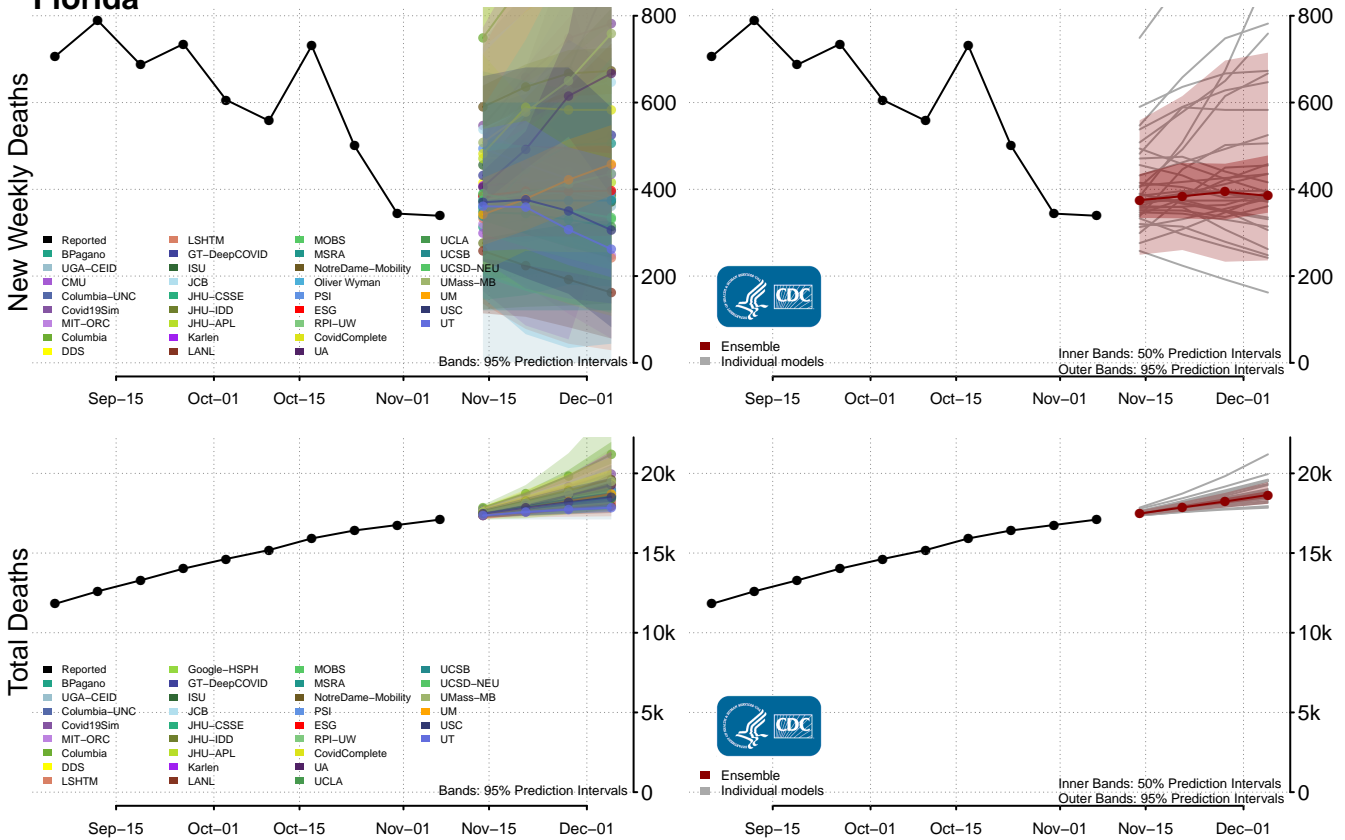 Florida
New Weekly Deaths
800
600
400
200
0
Reported
BPagano
UGA−CEID
CMU
Columbia−UNC
Covid19Sim
MIT−ORC
Columbia
DDS
LSHTM
GT−DeepCOVID
ISU
JCB
JHU−CSSE
JHU−IDD
JHU−APL
Karlen
LANL
MOBS
MSRA
NotreDame−Mobility
Oliver Wyman
PSI
ESG
RPI−UW
CovidComplete
UA
UCLA
UCSB
UCSD−NEU
UMass−MB
UM
USC
UT
Bands: 95% Prediction Intervals
Sep−15 Oct−01 Oct−15 Nov−01 Nov−15 Dec−01
800
600
400
200
0
CDC
Ensemble
Individual models
Inner Bands: 50% Prediction Intervals
Outer Bands: 95% Prediction Intervals
Sep−15 Oct−01 Oct−15 Nov−01 Nov−15 Dec−01
Total Deaths
20k
15k
10k
5k
0
Reported
BPagano
UGA−CEID
Columbia−UNC
Covid19Sim
MIT−ORC
Columbia
DDS
LSHTM
Google−HSPH
GT−DeepCOVID
ISU
JCB
JHU−CSSE
JHU−IDD
JHU−APL
Karlen
LANL
MOBS
MSRA
NotreDame−Mobility
PSI
ESG
RPI−UW
CovidComplete
UA
UCLA
UCSB
UCSD−NEU
UMass−MB
UM
USC
UT
Bands: 95% Prediction Intervals
Sep−15 Oct−01 Oct−15 Nov−01 Nov−15 Dec−01
20k
15k
10k
5k
0
CDC
Ensemble
Individual models
Inner Bands: 50% Prediction Intervals
Outer Bands: 95% Prediction Intervals
Sep−15 Oct−01 Oct−15 Nov−01 Nov−15 Dec−01